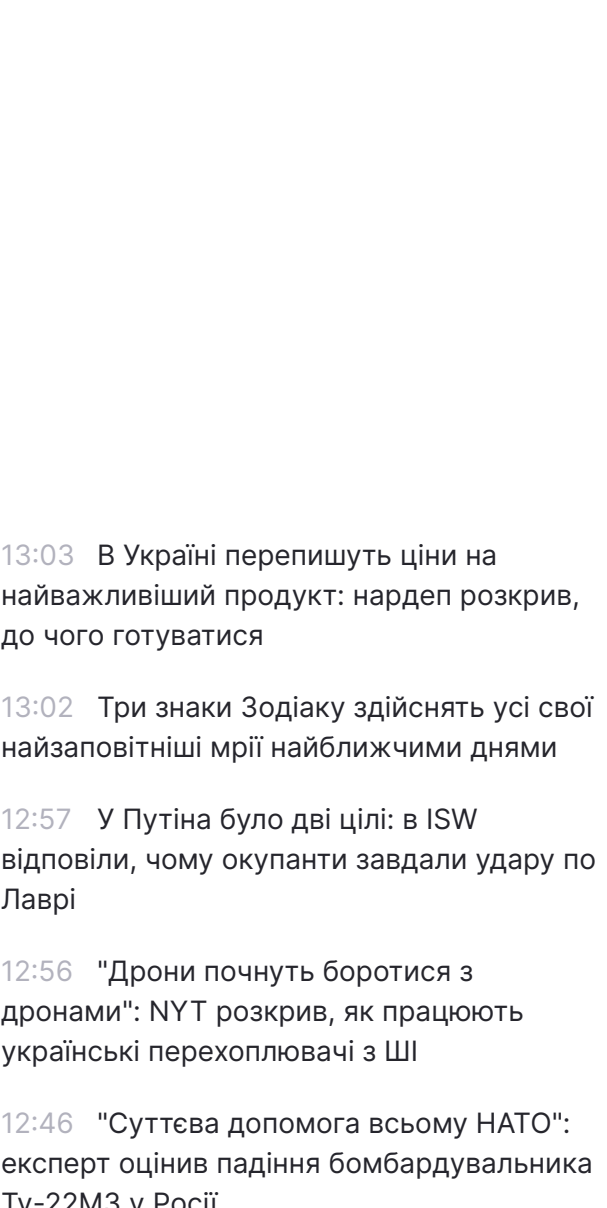 13:03 В Україні перепишуть ціни на
найважливіший продукт: нардеп розкрив,
до чого готуватися
13:02 Три знаки Зодіаку здійснять усі свої
найзаповітніші мрії найближчими днями
12:57 У Путіна було дві цілі: в ISW
відповіли, чому окупанти завдали удару по
Лаврі
12:56 "Дрони почнуть боротися з
дронами": NYT розкрив, як працюють
українські перехоплювачі з ШІ
12:46 "Суттєва допомога всьому НАТО":
експерт оцінив падіння бомбардувальника
Ту-22М3 у Росії